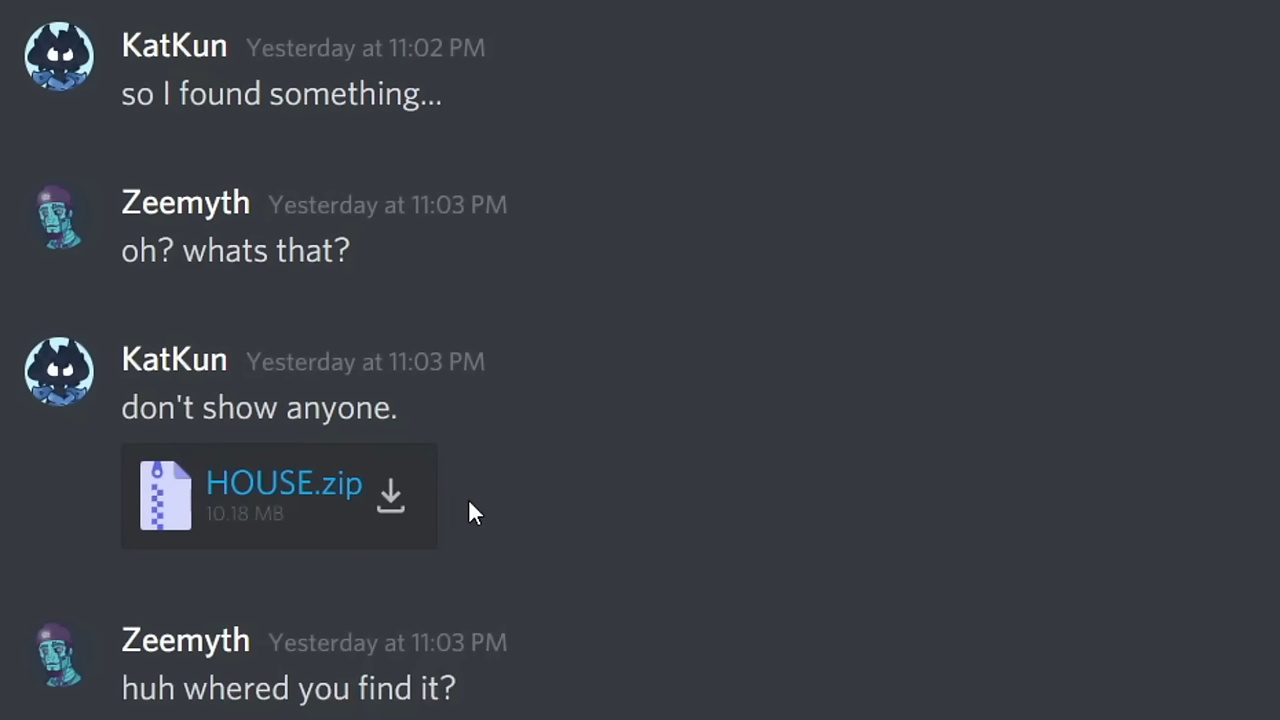 KatKun Yesterday at 11:02 PM
so I found something...
Zeemyth Yesterday at 11:03 PM
oh? whats that?
KatKun Yesterday at 11:03 PM
don't show anyone.
HOUSE.zip
10.18 MB
Zeemyth Yesterday at 11:03 PM
huh whered you find it?